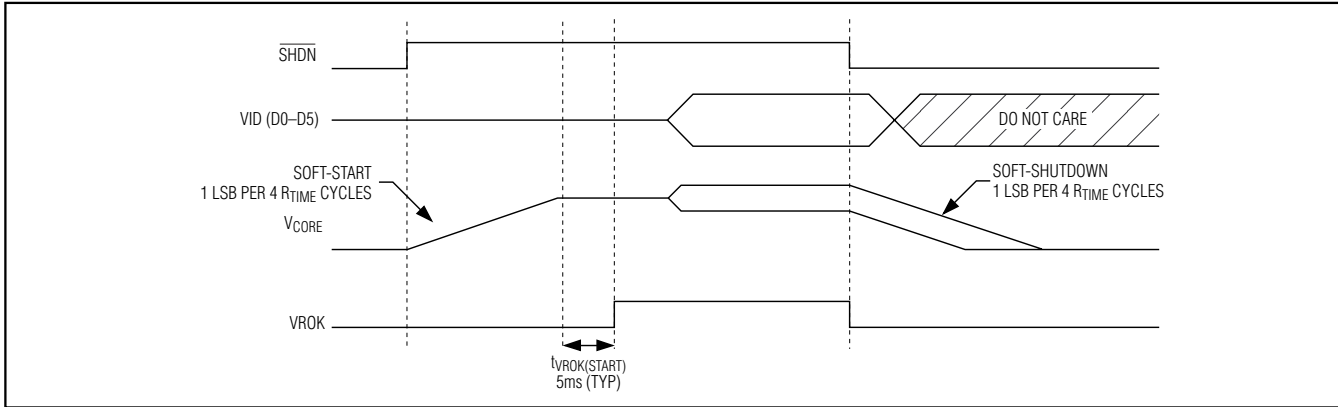 SHDN
VID (D0–D5)
DO NOT CARE
SOFT-START
1 LSB PER 4 RTIME CYCLES
SOFT-SHUTDOWN
1 LSB PER 4 RTIME CYCLES
VCORE
VROK
tVROK(START)
5ms (TYP)